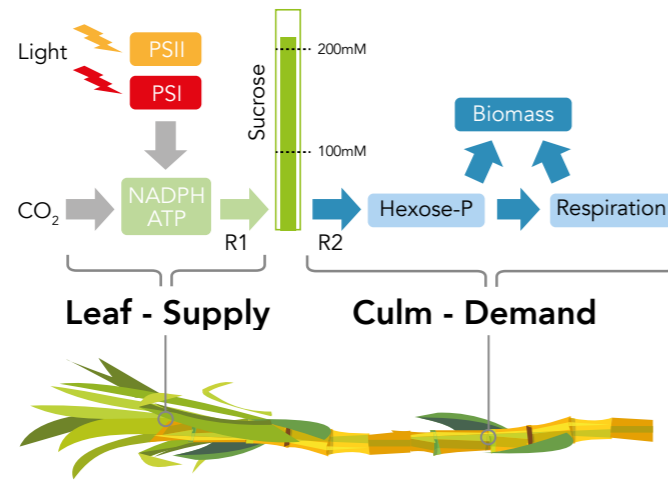 Light
PSII
PSI
CO₂
NADPH
ATP
R1
Sucrose
200mM
100mM
R2
Hexose-P
Biomass
Respiration
Leaf - Supply
Culm - Demand